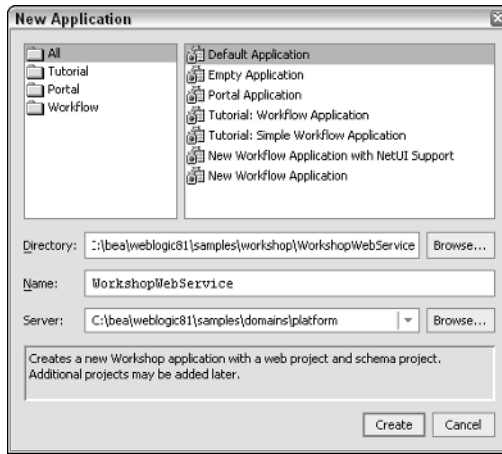 New Application
All
Tutorial
Portal
Workflow
Default Application
Empty Application
Portal Application
Tutorial: Workflow Application
Tutorial: Simple Workflow Application
New Workflow Application with NetUI Support
New Workflow Application
Directory: :\bea\weblogic81\samples\workshop\WorkshopWebService Browse...
Name: WorkshopWebService
Server: C:\bea\weblogic81\samples\domains\platform Browse...
Creates a new Workshop application with a web project and schema project.
Additional projects may be added later.
Create Cancel